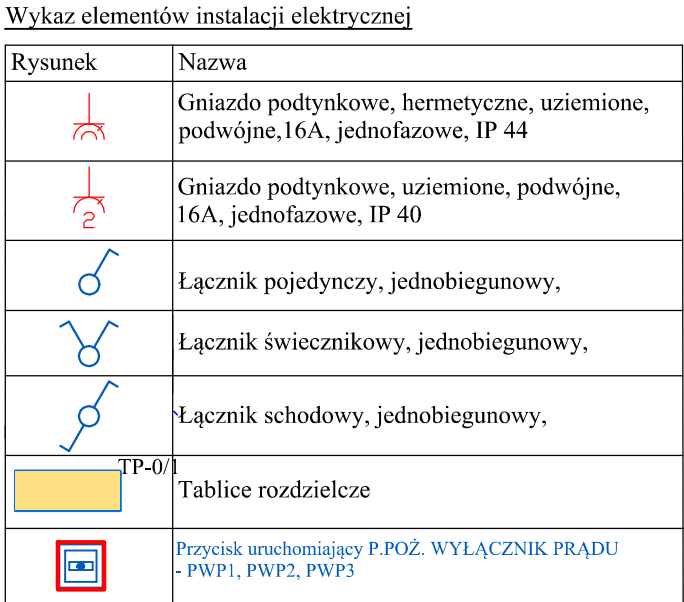 Wykaz elementów instalacji elektrycznej
Rysunek Nazwa
Gniazdo podtynkowe, hermetyczne, uziemione,
podwójne,16A, jednofazowe, IP 44
2
Gniazdo podtynkowe, uziemione, podwójne,
16A, jednofazowe, IP 40
Łącznik pojedynczy, jednobiegunowy,
Łącznik świecznikowy, jednobiegunowy,
Łącznik schodowy, jednobiegunowy,
TP-0/1
Tablice rozdzielcze
Przycisk uruchomiający P.POŻ. WYŁĄCZNIK PRĄDU
- PWP1, PWP2, PWP3